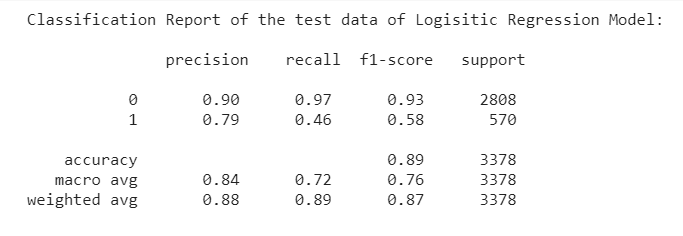 Classification Report of the test data of Logisitic Regression Model:
precision recall f1-score support
0 0.90 0.97 0.93 2808
1 0.79 0.46 0.58 570
accuracy 0.89 3378
macro avg 0.84 0.72 0.76 3378
weighted avg 0.88 0.89 0.87 3378